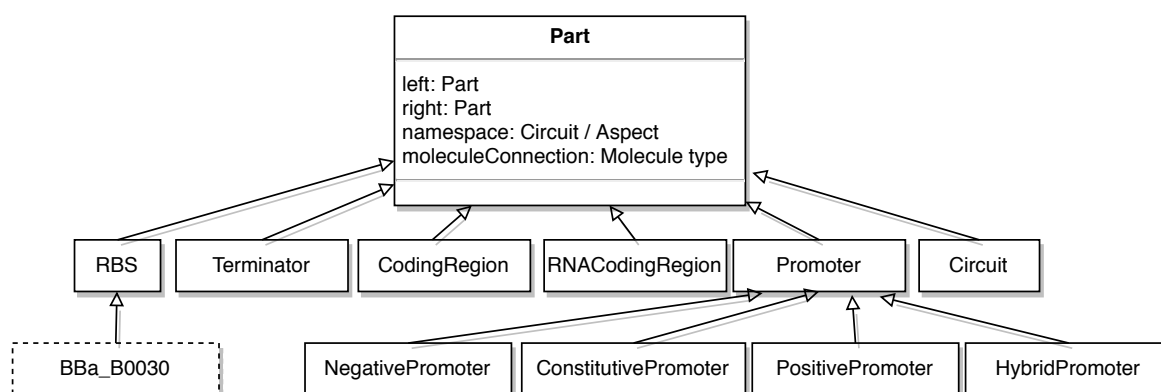 Part
left: Part
right: Part
namespace: Circuit / Aspect
moleculeConnection: Molecule type
RBS
Terminator
CodingRegion
RNACodingRegion
Promoter
Circuit
BBa_B0030
NegativePromoter
ConstitutivePromoter
PositivePromoter
HybridPromoter